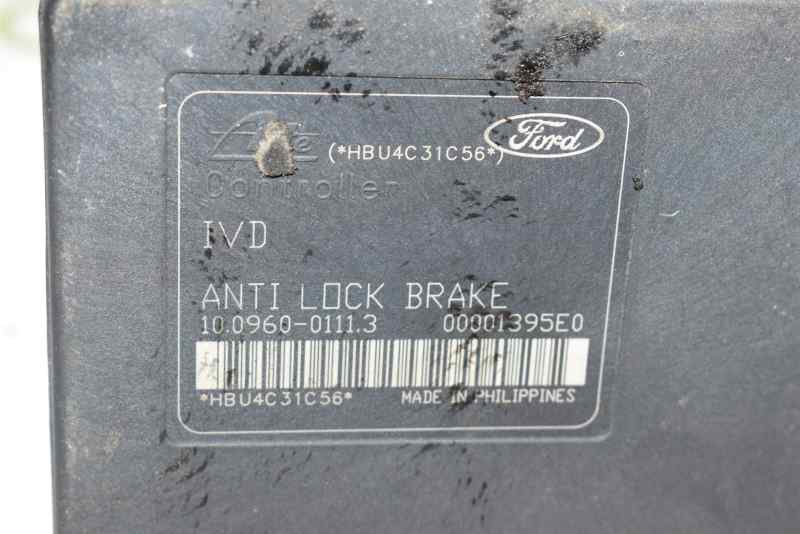 (*HBU4C31C56*)
Ford
Controller
IVD
ANTI LOCK BRAKE
10.0960-0111.3 00001395E0
*HBU4C31C56* MADE IN PHILIPPINES